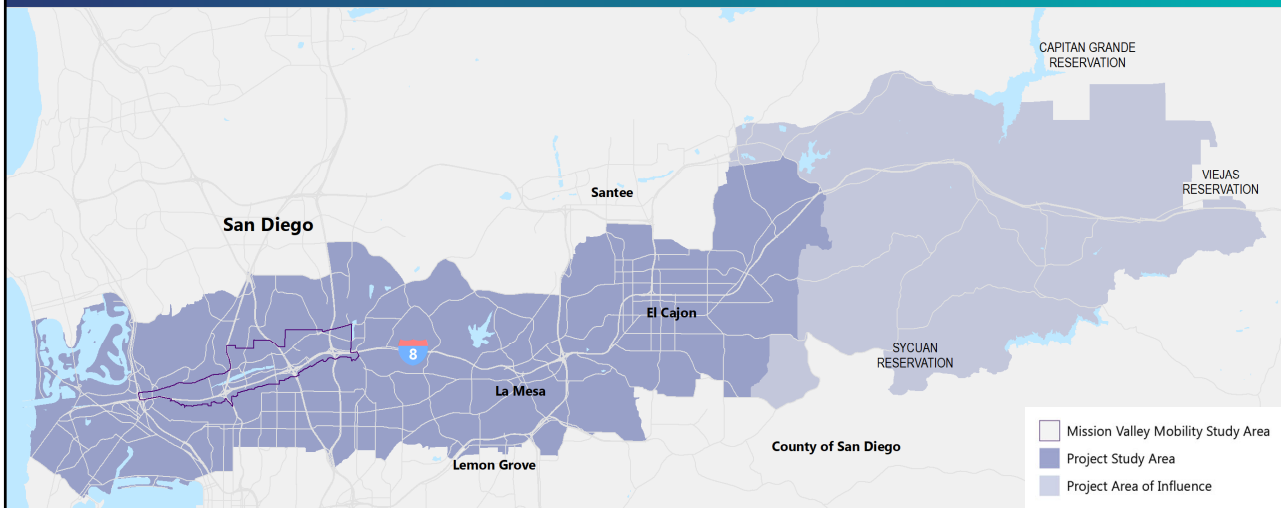 CAPITAN GRANDE
RESERVATION
VIEJAS
RESERVATION
Santee
San Diego
El Cajon
8
SYCUAN
RESERVATION
La Mesa
County of San Diego
Lemon Grove
Mission Valley Mobility Study Area
Project Study Area
Project Area of Influence